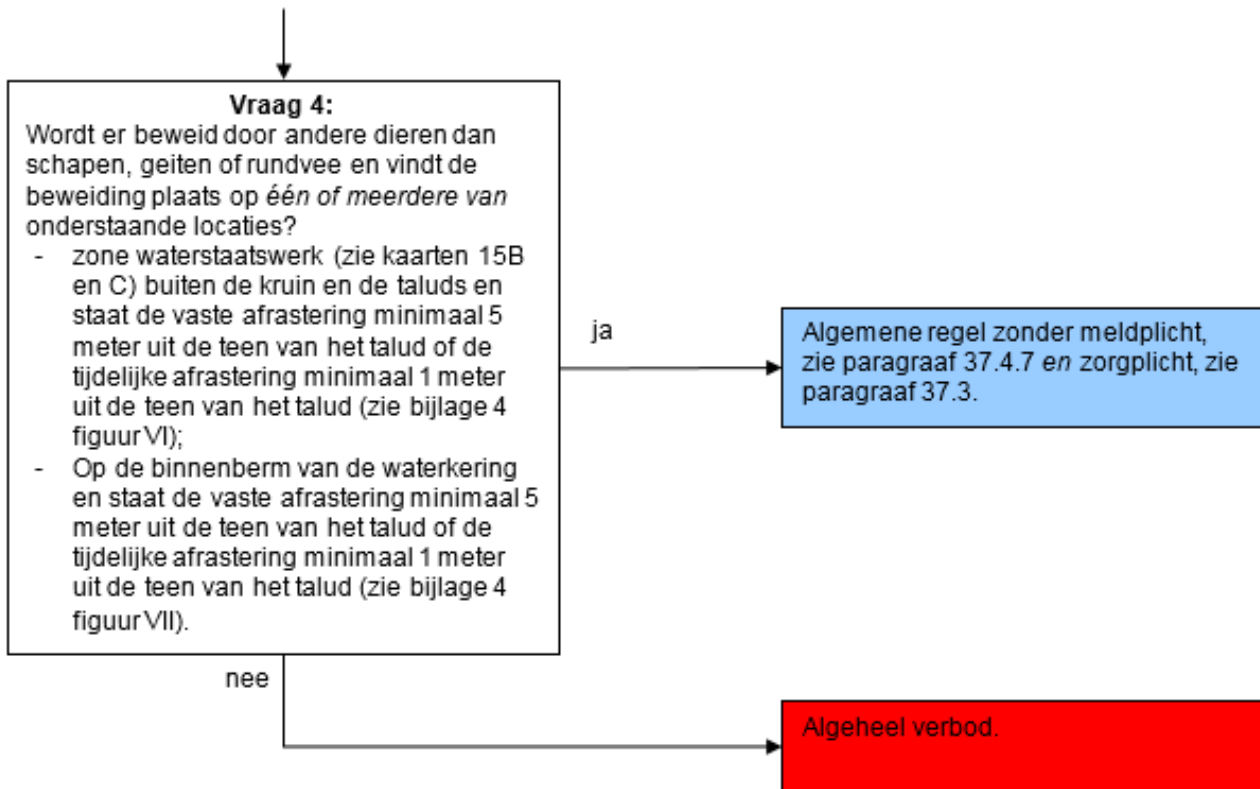 Vraag 4:
Wordt er beweid door andere dieren dan
schapen, geiten of rundvee en vindt de
beweiding plaats op één of meerdere van
onderstaande locaties?
- zone waterstaatswerk (zie kaarten 15B
en C) buiten de kruin en de taluds en
staat de vaste afrastering minimaal 5
meter uit de teen van het talud of de
tijdelijke afrastering minimaal 1 meter
uit de teen van het talud (zie bijlage 4
figuur VI);
- Op de binnenberm van de waterkering
en staat de vaste afrastering minimaal 5
meter uit de teen van het talud of de
tijdelijke afrastering minimaal 1 meter
uit de teen van het talud (zie bijlage 4
figuur VII).
ja
Algemene regel zonder meldplicht,
zie paragraaf 37.4.7 en zorgplicht, zie
paragraaf 37.3.
nee
Algeheel verbod.